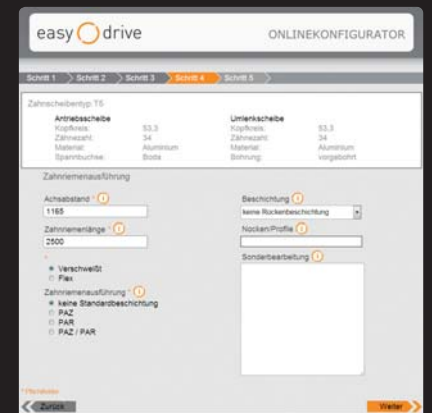 easy drive
ONLINEKONFIGURATOR
Schritt 1 Schritt 2 Schritt 3 Schritt 4 Schritt 5
Zahnscheibentyp: T5
Antriebsscheibe
Kopfkreis: 53,3
Zähnezahl: 34
Material: Aluminium
Spannbuchse: Boda
Umlenkscheibe
Kopfkreis: 53,3
Zähnezahl: 34
Material: Aluminium
Bohrung: vorgebohrt
Zahnriemenausführung
Achsabstand * i
1165
Zahnriemenlänge * i
2500
*
Verschweißt
Flex
Zahnriemenausführung * i
keine Standardbeschichtung
PAZ
PAR
PAZ / PAR
Beschichtung i
keine Rückenbeschichtung
Nocken/Profile i
Sonderbearbeitung i
Zurück
Weiter